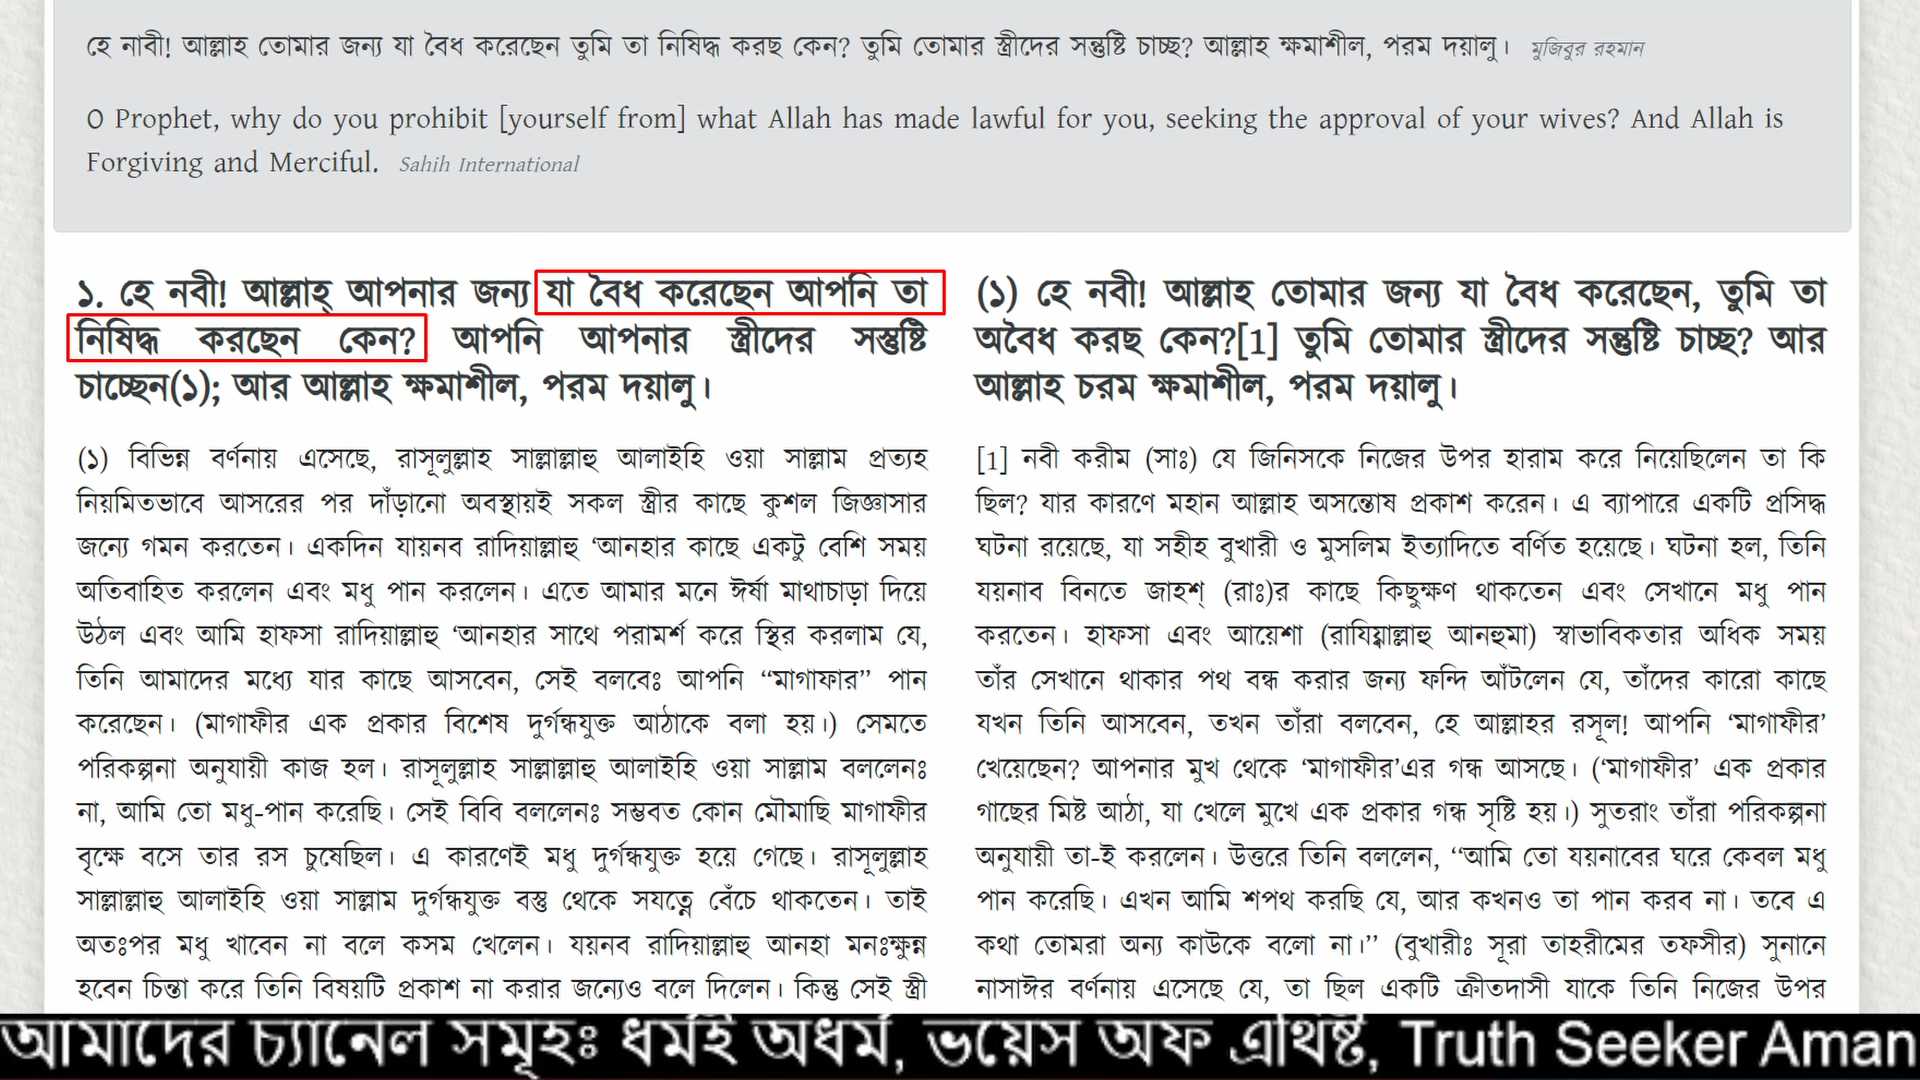 হে নাবী! আল্লাহ তোমার জন্য যা বৈধ করেছেন তুমি তা নিষিদ্ধ করছ কেন? তুমি তোমার স্ত্রীদের সন্তুষ্টি চাচ্ছ? আল্লাহ ক্ষমাশীল, পরম দয়ালু। মুজিবুর রহমান
O Prophet, why do you prohibit [yourself from] what Allah has made lawful for you, seeking the approval of your wives? And Allah is
Forgiving and Merciful. Sahih International
১. হে নবী! আল্লাহ্ আপনার জন্য যা বৈধ করেছেন আপনি তা
নিষিদ্ধ করছেন কেন? আপনি আপনার স্ত্রীদের সন্তুষ্টি
চাচ্ছেন(১); আর আল্লাহ ক্ষমাশীল, পরম দয়ালু।
(১) বিভিন্ন বর্ণনায় এসেছে, রাসূলুল্লাহ সাল্লাল্লাহু আলাইহি ওয়া সাল্লাম প্রত্যহ
নিয়মিতভাবে আসরের পর দাঁড়ানো অবস্থায়ই সকল স্ত্রীর কাছে কুশল জিজ্ঞাসার
জন্যে গমন করতেন। একদিন যায়নব রাদিয়াল্লাহু ‘আনহার কাছে একটু বেশি সময়
অতিবাহিত করলেন এবং মধু পান করলেন। এতে আমার মনে ঈর্ষা মাথাচাড়া দিয়ে
উঠল এবং আমি হাফসা রাদিয়াল্লাহু ‘আনহার সাথে পরামর্শ করে স্থির করলাম যে,
তিনি আমাদের মধ্যে যার কাছে আসবেন, সেই বলবেঃ আপনি “মাগাফার” পান
করেছেন। (মাগাফীর এক প্রকার বিশেষ দুর্গন্ধযুক্ত আঠাকে বলা হয়।) সেমতে
পরিকল্পনা অনুযায়ী কাজ হল। রাসূলুল্লাহ সাল্লাল্লাহু আলাইহি ওয়া সাল্লাম বললেনঃ
না, আমি তো মধু-পান করেছি। সেই বিবি বললেনঃ সম্ভবত কোন মৌমাছি মাগাফীর
বৃক্ষে বসে তার রস চুষেছিল। এ কারণেই মধু দুর্গন্ধযুক্ত হয়ে গেছে। রাসূলুল্লাহ
সাল্লাল্লাহু আলাইহি ওয়া সাল্লাম দুর্গন্ধযুক্ত বস্তু থেকে সযত্নে বেঁচে থাকতেন। তাই
অতঃপর মধু খাবেন না বলে কসম খেলেন। যয়নব রাদিয়াল্লাহু আনহা মনঃক্ষুন্ন
হবেন চিন্তা করে তিনি বিষয়টি প্রকাশ না করার জন্যেও বলে দিলেন। কিন্তু সেই স্ত্রী
(১) হে নবী! আল্লাহ তোমার জন্য যা বৈধ করেছেন, তুমি তা
অবৈধ করছ কেন?[1] তুমি তোমার স্ত্রীদের সন্তুষ্টি চাচ্ছ? আর
আল্লাহ চরম ক্ষমাশীল, পরম দয়ালু।
[1] নবী করীম (সাঃ) যে জিনিসকে নিজের উপর হারাম করে নিয়েছিলেন তা কি
ছিল? যার কারণে মহান আল্লাহ অসন্তোষ প্রকাশ করেন। এ ব্যাপারে একটি প্রসিদ্ধ
ঘটনা রয়েছে, যা সহীহ বুখারী ও মুসলিম ইত্যাদিতে বর্ণিত হয়েছে। ঘটনা হল, তিনি
যয়নাব বিনতে জাহশ্ (রাঃ)র কাছে কিছুক্ষণ থাকতেন এবং সেখানে মধু পান
করতেন। হাফসা এবং আয়েশা (রাযিয়াল্লাহু আনহুমা) স্বাভাবিকতার অধিক সময়
তাঁর সেখানে থাকার পথ বন্ধ করার জন্য ফন্দি আঁটলেন যে, তাঁদের কারো কাছে
যখন তিনি আসবেন, তখন তাঁরা বলবেন, হে আল্লাহর রসূল! আপনি ‘মাগাফীর’
খেয়েছেন? আপনার মুখ থেকে ‘মাগাফীর’এর গন্ধ আসছে। (‘মাগাফীর’ এক প্রকার
গাছের মিষ্ট আঠা, যা খেলে মুখে এক প্রকার গন্ধ সৃষ্টি হয়।) সুতরাং তাঁরা পরিকল্পনা
অনুযায়ী তা-ই করলেন। উত্তরে তিনি বললেন, “আমি তো যয়নাবের ঘরে কেবল মধু
পান করেছি। এখন আমি শপথ করছি যে, আর কখনও তা পান করব না। তবে এ
কথা তোমরা অন্য কাউকে বলো না।” (বুখারীঃ সূরা তাহরীমের তফসীর) সুনানে
নাসাঈর বর্ণনায় এসেছে যে, তা ছিল একটি ক্রীতদাসী যাকে তিনি নিজের উপর
আমাদের চ্যানেল সমূহঃ ধর্মই অধর্ম, ভয়েস অফ এথিষ্ট, Truth Seeker Aman